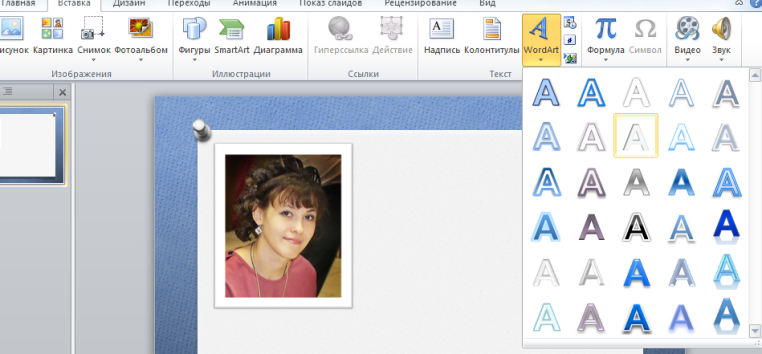 Главная Вставка Дизайн Переходы Анимация Показ слайдов Рецензирование Вид
Картинка Снимок Фотоальбом Фигуры SmartArt Диаграмма Гиперссылка Действие Надпись Колонтитулы WordArt Формула Символ Видео Звук
Изображения Иллюстрации Ссылки Текст